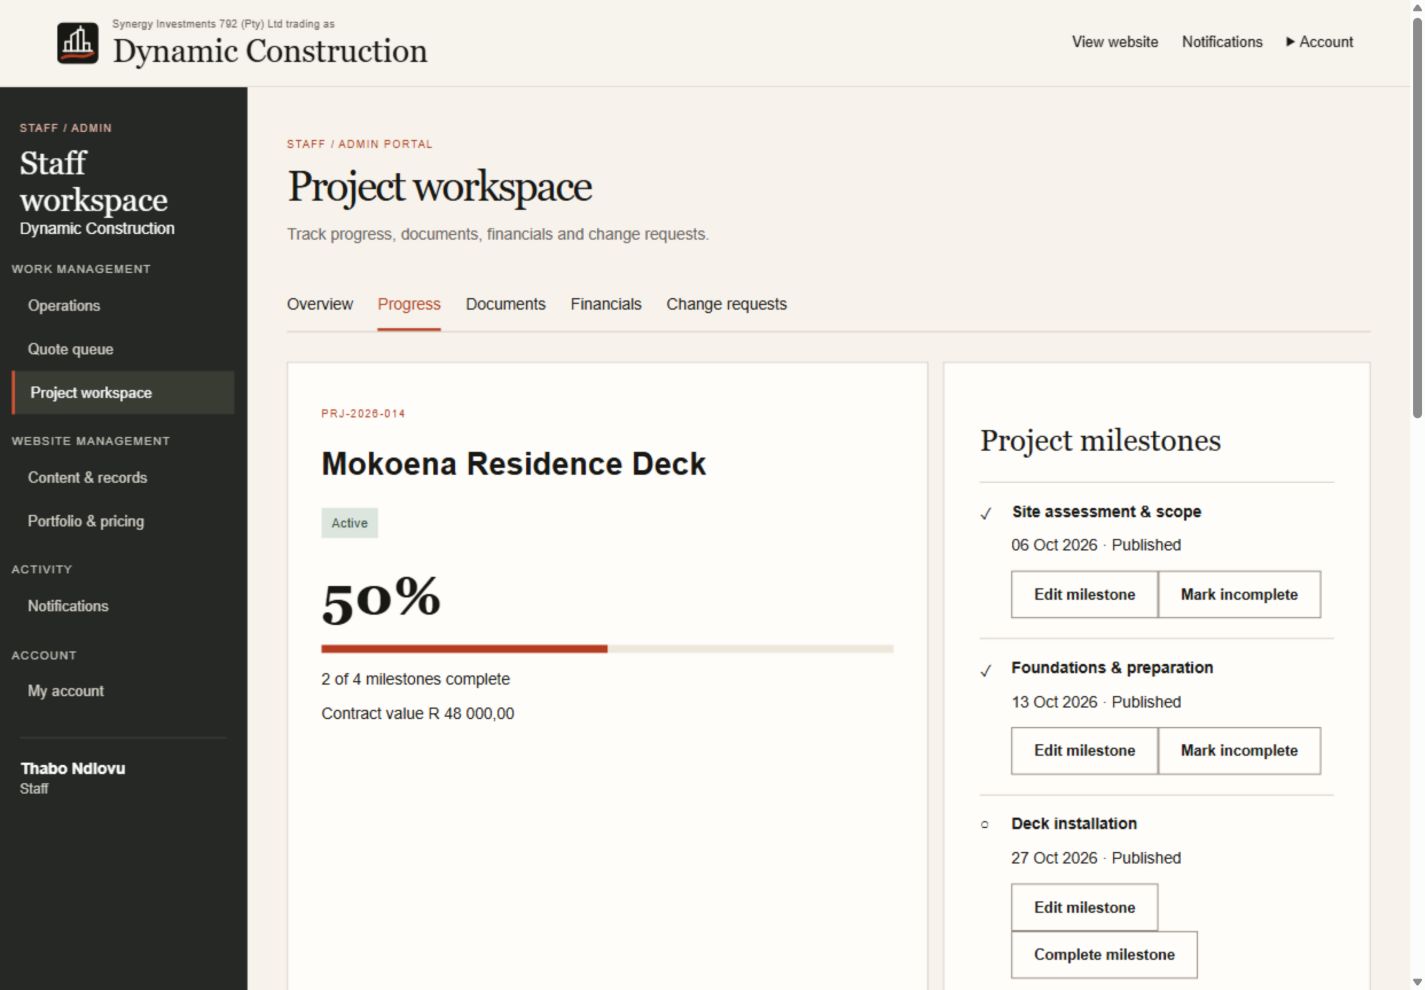 Synergy Investments 792 (Pty) Ltd trading as
Dynamic Construction
View website
Notifications
Account
STAFF / ADMIN
Staff
workspace
Dynamic Construction
WORK MANAGEMENT
Operations
Quote queue
Project workspace
WEBSITE MANAGEMENT
Content & records
Portfolio & pricing
ACTIVITY
Notifications
ACCOUNT
My account
Thabo Ndlovu
Staff
STAFF / ADMIN PORTAL
Project workspace
Track progress, documents, financials and change requests.
Overview
Progress
Documents
Financials
Change requests
PRJ-2026-014
Mokoena Residence Deck
Active
50%
2 of 4 milestones complete
Contract value R 48 000,00
Project milestones
Site assessment & scope
06 Oct 2026 · Published
Edit milestone
Mark incomplete
Foundations & preparation
13 Oct 2026 · Published
Edit milestone
Mark incomplete
Deck installation
27 Oct 2026 · Published
Edit milestone
Complete milestone